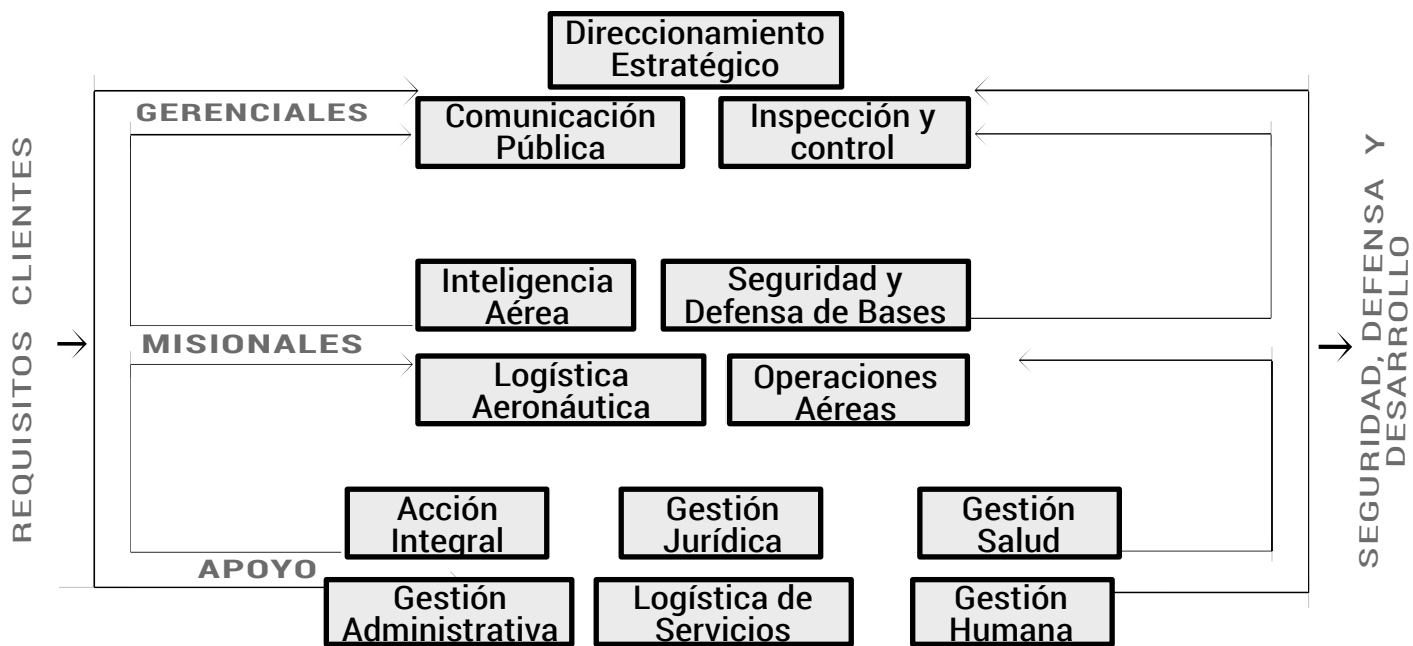 Direccionamiento
Estratégico
GERENCIALES
Comunicación
Pública
Inspección y
control
REQUISITOS CLIENTES
Inteligencia
Aérea
Seguridad y
Defensa de Bases
MISIONALES
Logística
Aeronáutica
Operaciones
Aéreas
SEGURIDAD, DEFENSA Y
DESARROLLO
Acción
Integral
Gestión
Jurídica
Gestión
Salud
APOYO
Gestión
Administrativa
Logística de
Servicios
Gestión
Humana